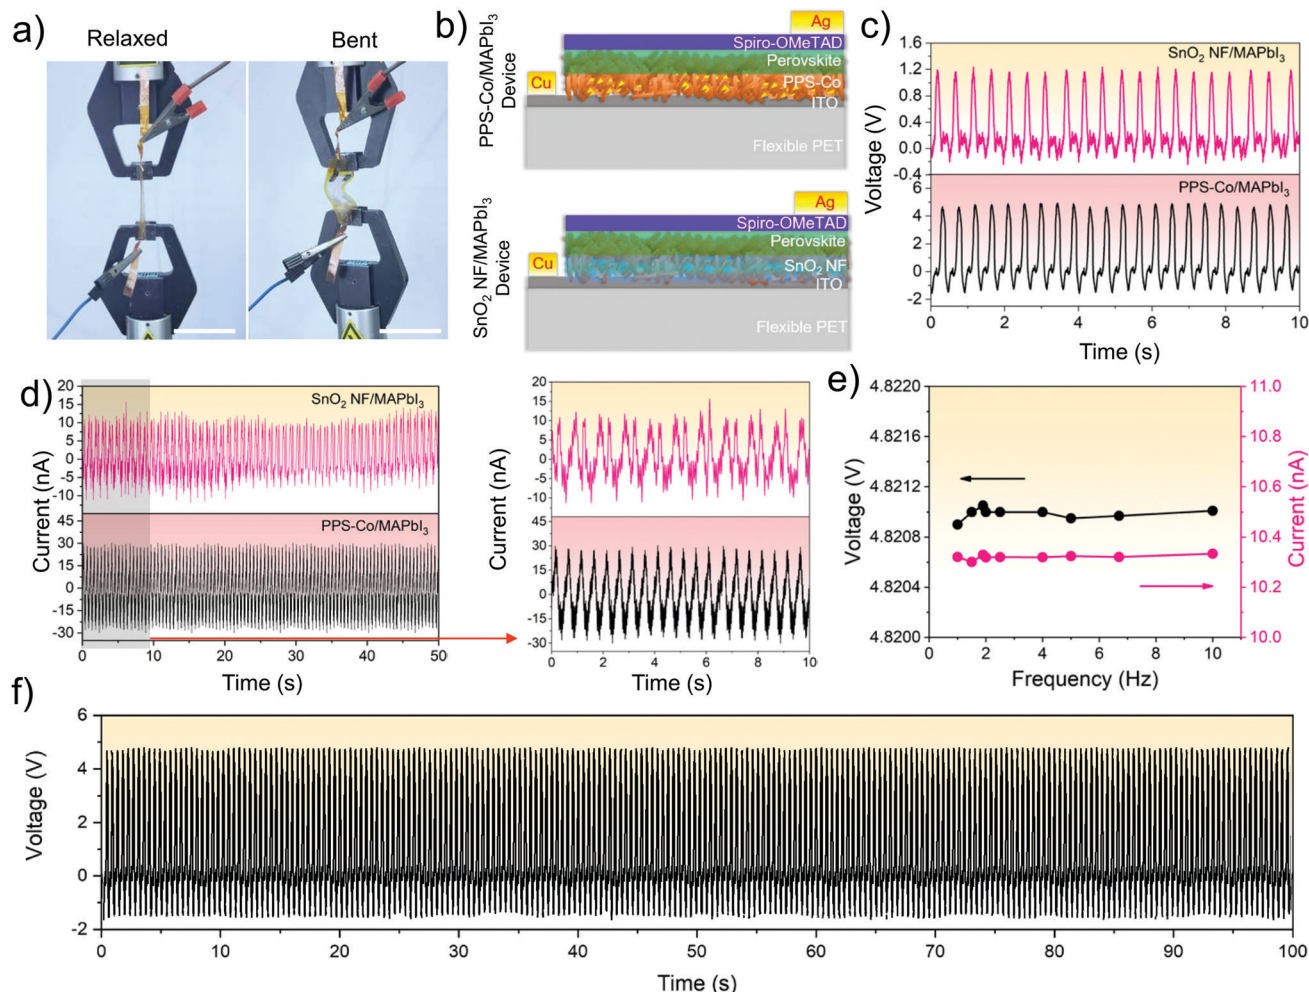 a)
Relaxed
Bent
b)
PPS-Co/MAPbI₃
Device
Ag
Spiro-OMeTAD
Perovskite
Cu
PPS-Co
ITO
Flexible PET
SnO₂ NF/MAPbI₃
Device
Ag
Spiro-OMeTAD
Perovskite
Cu
SnO₂ NF
ITO
Flexible PET
c)
Voltage (V)
1.6
1.2
0.8
0.4
0.0
-0.4
SnO₂ NF/MAPbI₃
6
4
2
0
-2
PPS-Co/MAPbI₃
0 1 2 3 4 5 6 7 8 9 10
Time (s)
d)
Current (nA)
20
15
10
5
0
-5
-10
SnO₂ NF/MAPbI₃
45
30
15
0
-15
-30
PPS-Co/MAPbI₃
0 10 20 30 40 50
Time (s)
Current (nA)
20
15
10
5
0
-5
-10
45
30
15
0
-15
-30
0 2 4 6 8 10
Time (s)
e)
Voltage (V)
4.8220
4.8216
4.8212
4.8208
4.8204
4.8200
11.0
10.8
10.6
10.4
10.2
10.0
Current (nA)
0 2 4 6 8 10
Frequency (Hz)
f)
Voltage (V)
6
4
2
0
-2
0 10 20 30 40 50 60 70 80 90 100
Time (s)